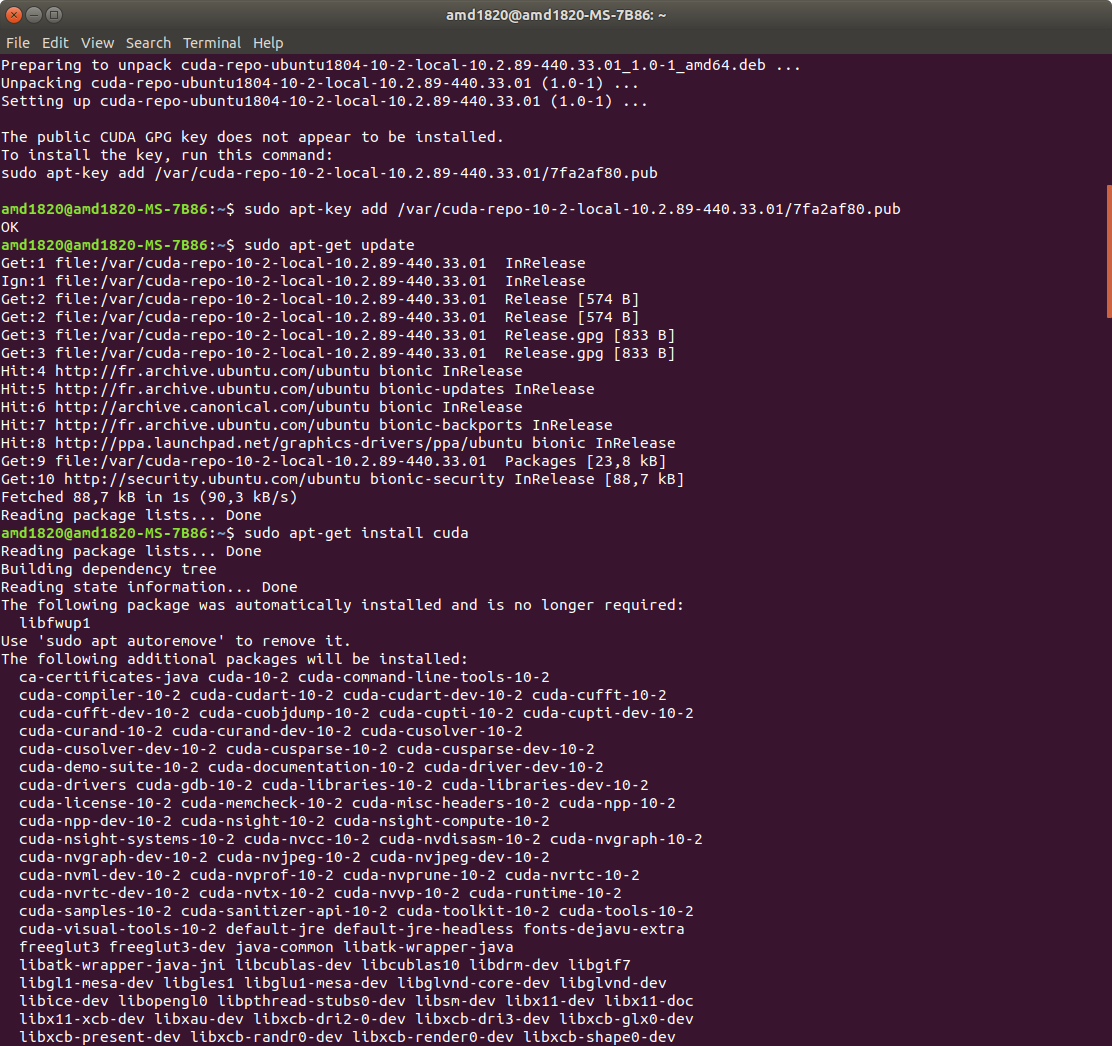 amd1820@amd1820-MS-7B86: ~
File Edit View Search Terminal Help
Preparing to unpack cuda-repo-ubuntu1804-10-2-local-10.2.89-440.33.01_1.0-1_amd64.deb ...
Unpacking cuda-repo-ubuntu1804-10-2-local-10.2.89-440.33.01 (1.0-1) ...
Setting up cuda-repo-ubuntu1804-10-2-local-10.2.89-440.33.01 (1.0-1) ...
The public CUDA GPG key does not appear to be installed.
To install the key, run this command:
sudo apt-key add /var/cuda-repo-10-2-local-10.2.89-440.33.01/7fa2af80.pub
amd1820@amd1820-MS-7B86:~$ sudo apt-key add /var/cuda-repo-10-2-local-10.2.89-440.33.01/7fa2af80.pub
OK
amd1820@amd1820-MS-7B86:~$ sudo apt-get update
Get:1 file:/var/cuda-repo-10-2-local-10.2.89-440.33.01  InRelease
Ign:1 file:/var/cuda-repo-10-2-local-10.2.89-440.33.01  InRelease
Get:2 file:/var/cuda-repo-10-2-local-10.2.89-440.33.01  Release [574 B]
Get:2 file:/var/cuda-repo-10-2-local-10.2.89-440.33.01  Release [574 B]
Get:3 file:/var/cuda-repo-10-2-local-10.2.89-440.33.01  Release.gpg [833 B]
Get:3 file:/var/cuda-repo-10-2-local-10.2.89-440.33.01  Release.gpg [833 B]
Hit:4 http://fr.archive.ubuntu.com/ubuntu bionic InRelease
Hit:5 http://fr.archive.ubuntu.com/ubuntu bionic-updates InRelease
Hit:6 http://archive.canonical.com/ubuntu bionic InRelease
Hit:7 http://fr.archive.ubuntu.com/ubuntu bionic-backports InRelease
Hit:8 http://ppa.launchpad.net/graphics-drivers/ppa/ubuntu bionic InRelease
Get:9 file:/var/cuda-repo-10-2-local-10.2.89-440.33.01  Packages [23,8 kB]
Get:10 http://security.ubuntu.com/ubuntu bionic-security InRelease [88,7 kB]
Fetched 88,7 kB in 1s (90,3 kB/s)
Reading package lists... Done
amd1820@amd1820-MS-7B86:~$ sudo apt-get install cuda
Reading package lists... Done
Building dependency tree
Reading state information... Done
The following package was automatically installed and is no longer required:
libfwup1
Use 'sudo apt autoremove' to remove it.
The following additional packages will be installed:
ca-certificates-java cuda-10-2 cuda-command-line-tools-10-2
cuda-compiler-10-2 cuda-cudart-10-2 cuda-cudart-dev-10-2 cuda-cufft-10-2
cuda-cufft-dev-10-2 cuda-cuobjdump-10-2 cuda-cupti-10-2 cuda-cupti-dev-10-2
cuda-curand-10-2 cuda-curand-dev-10-2 cuda-cusolver-10-2
cuda-cusolver-dev-10-2 cuda-cusparse-10-2 cuda-cusparse-dev-10-2
cuda-demo-suite-10-2 cuda-documentation-10-2 cuda-driver-dev-10-2
cuda-drivers cuda-gdb-10-2 cuda-libraries-10-2 cuda-libraries-dev-10-2
cuda-license-10-2 cuda-memcheck-10-2 cuda-misc-headers-10-2 cuda-npp-10-2
cuda-npp-dev-10-2 cuda-nsight-10-2 cuda-nsight-compute-10-2
cuda-nsight-systems-10-2 cuda-nvcc-10-2 cuda-nvdisasm-10-2 cuda-nvgraph-10-2
cuda-nvgraph-dev-10-2 cuda-nvjpeg-10-2 cuda-nvjpeg-dev-10-2
cuda-nvml-dev-10-2 cuda-nvprof-10-2 cuda-nvprune-10-2 cuda-nvrtc-10-2
cuda-nvrtc-dev-10-2 cuda-nvtx-10-2 cuda-nvvp-10-2 cuda-runtime-10-2
cuda-samples-10-2 cuda-sanitizer-api-10-2 cuda-toolkit-10-2 cuda-tools-10-2
cuda-visual-tools-10-2 default-jre default-jre-headless fonts-dejavu-extra
freeglut3 freeglut3-dev java-common libatk-wrapper-java
libatk-wrapper-java-jni libcublas-dev libcublas10 libdrm-dev libgif7
libgl1-mesa-dev libgles1 libglu1-mesa-dev libglvnd-core-dev libglvnd-dev
libice-dev libopengl0 libpthread-stubs0-dev libsm-dev libx11-dev libx11-doc
libx11-xcb-dev libxau-dev libxcb-dri2-0-dev libxcb-dri3-dev libxcb-glx0-dev
libxcb-present-dev libxcb-randr0-dev libxcb-render0-dev libxcb-shape0-dev